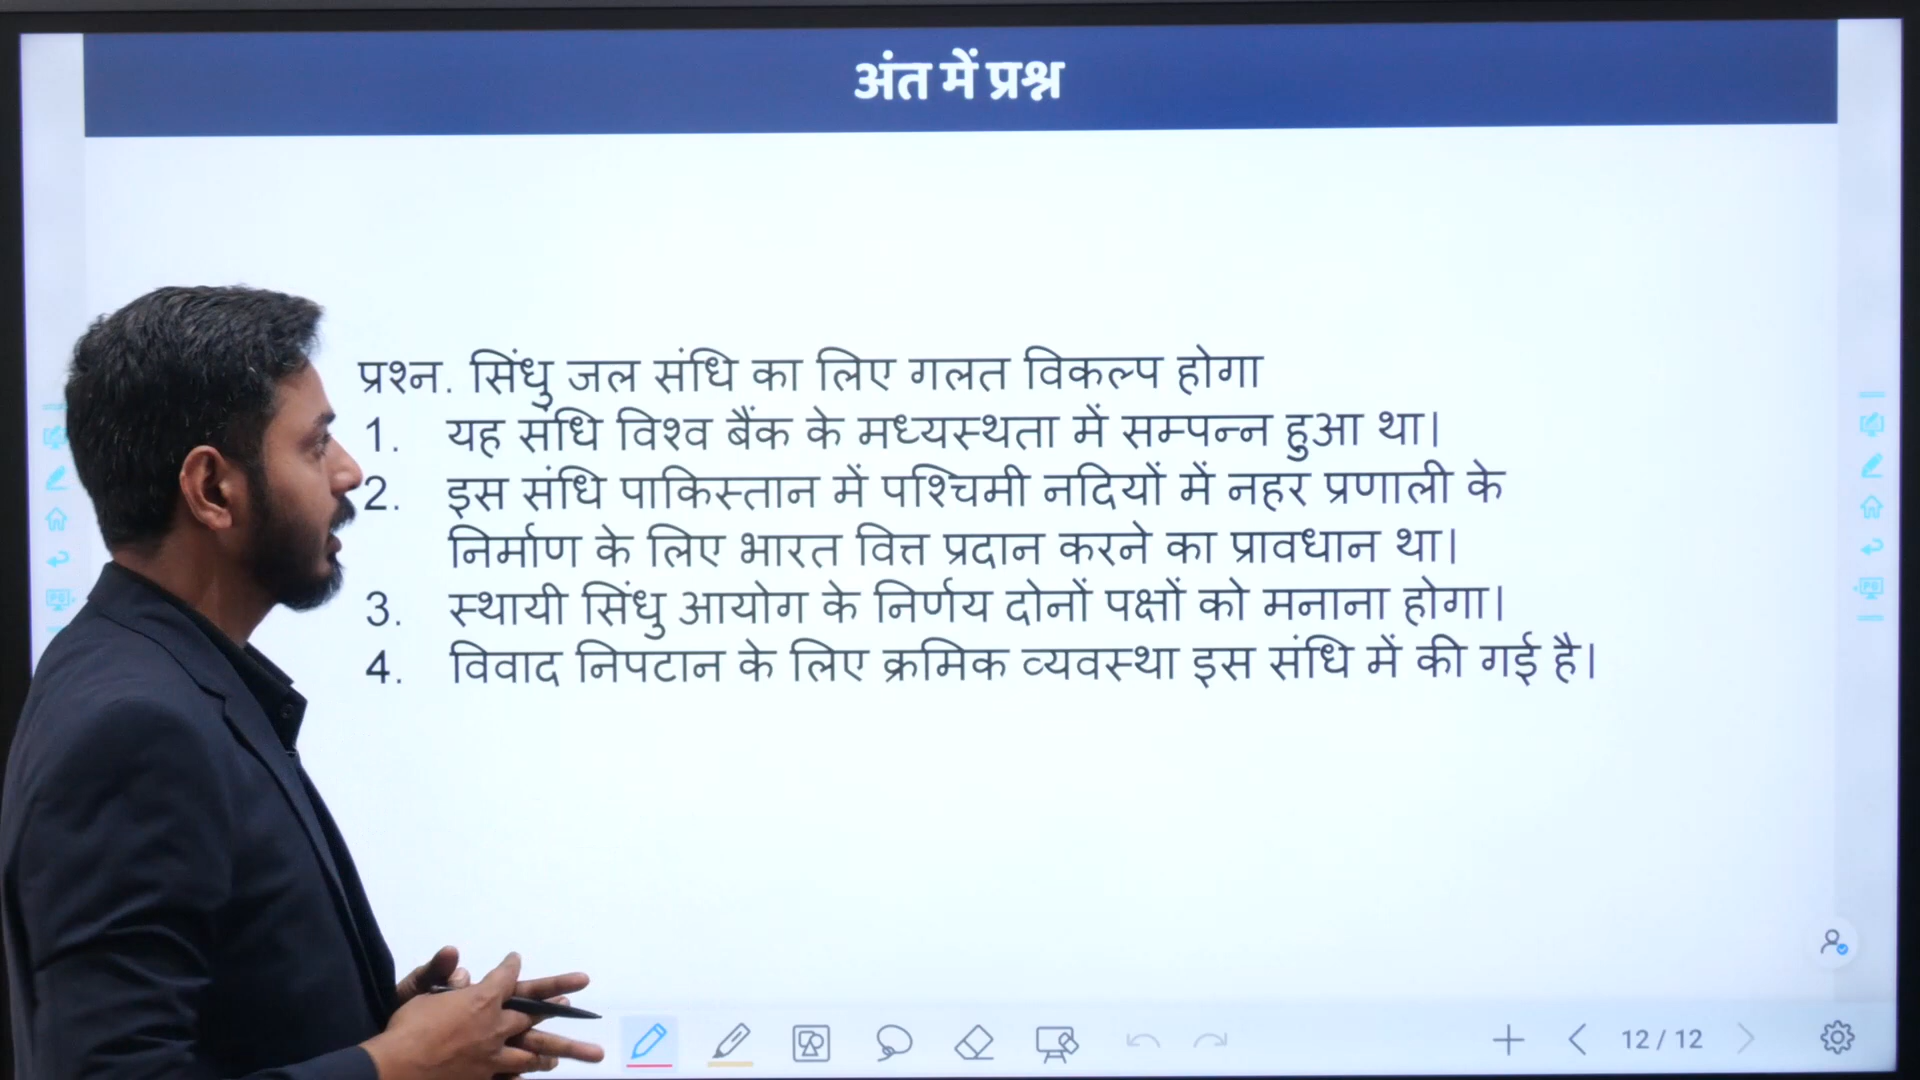 अंत में प्रश्न
प्रश्न. सिंधु जल संधि का लिए गलत विकल्प होगा
1. यह संधि विश्व बैंक के मध्यस्थता में सम्पन्न हुआ था।
2. इस संधि पाकिस्तान में पश्चिमी नदियों में नहर प्रणाली के
निर्माण के लिए भारत वित्त प्रदान करने का प्रावधान था।
3. स्थायी सिंधु आयोग के निर्णय दोनों पक्षों को मनाना होगा।
4. विवाद निपटान के लिए क्रमिक व्यवस्था इस संधि में की गई है।
12/12